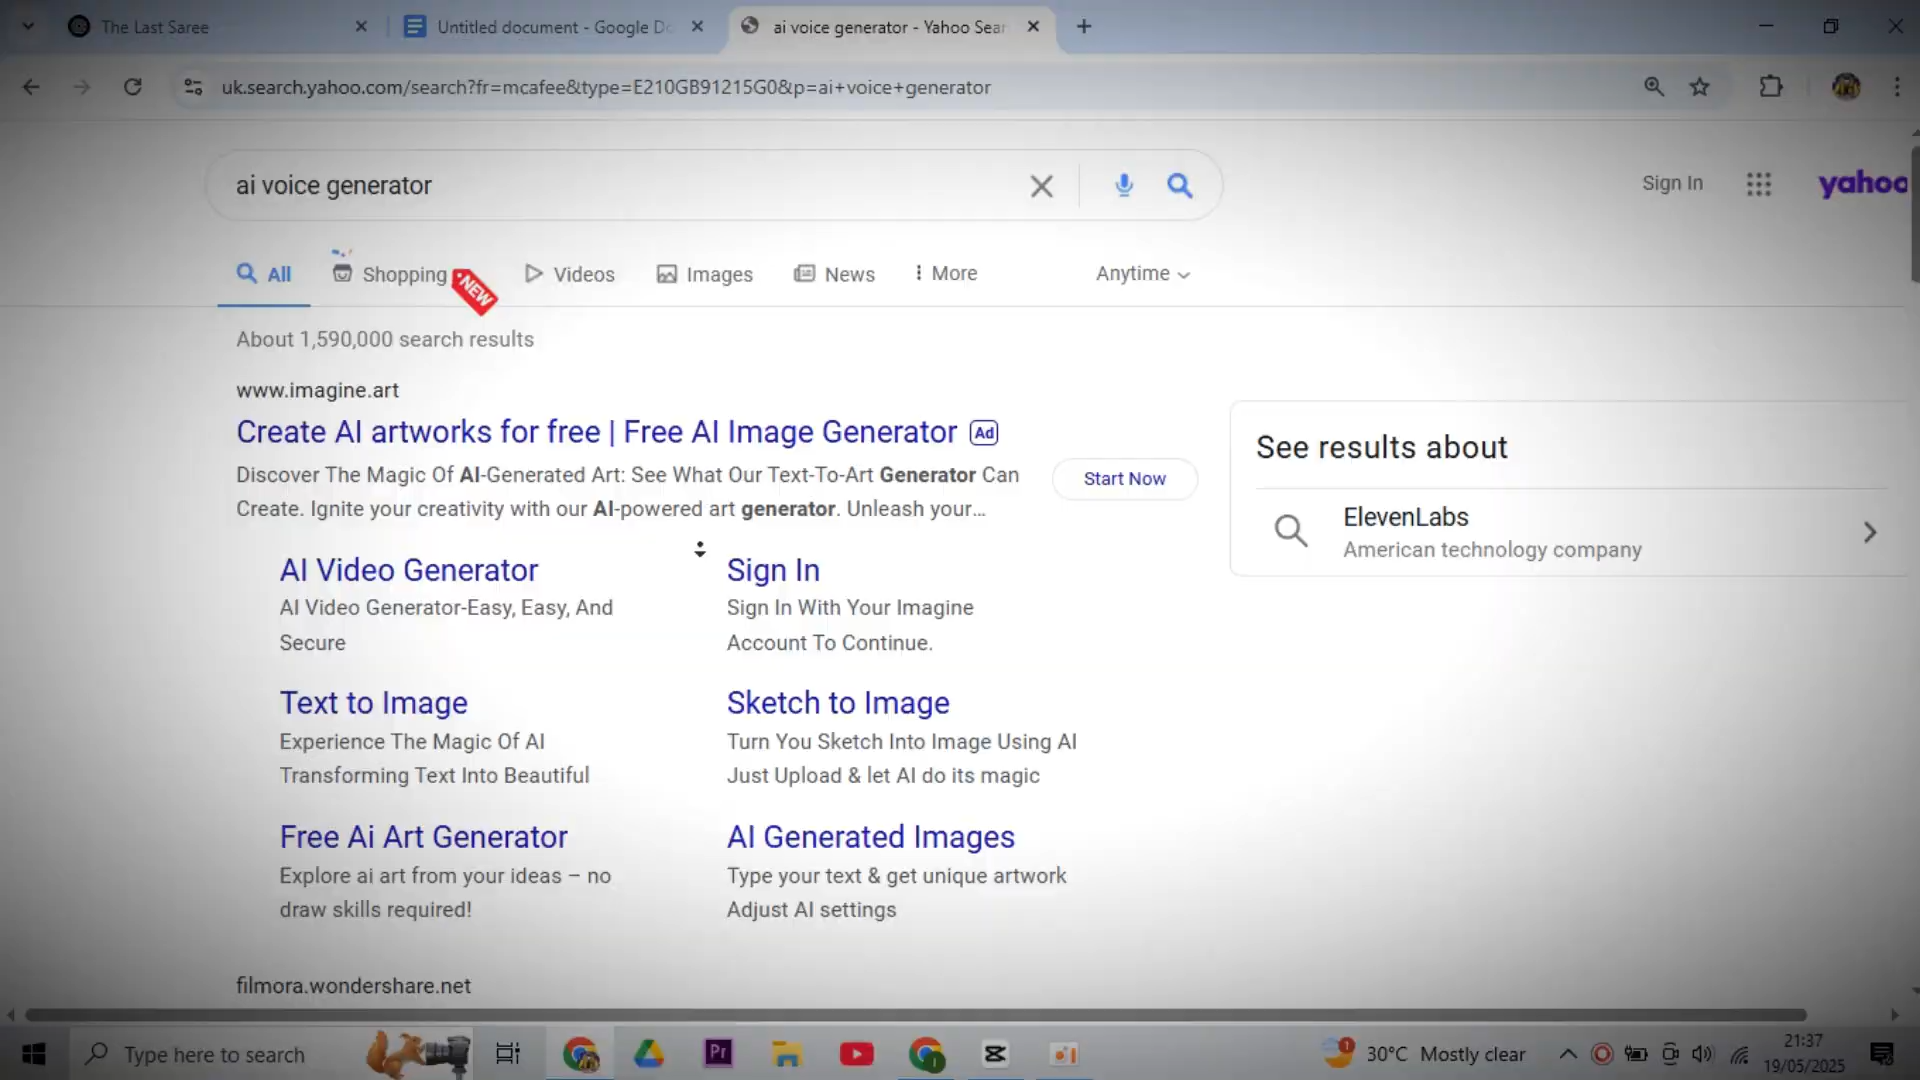 The Last Saree
Untitled document - Google Do
ai voice generator - Yahoo Sear
uk.search.yahoo.com/search?fr=mcafee&type=E210GB91215G0&p=ai+voice+generator
ai voice generator
Sign In
yahoo
All
Shopping
NEW
Videos
Images
News
More
Anytime
About 1,590,000 search results
www.imagine.art
Create AI artworks for free | Free AI Image Generator Ad
Discover The Magic Of AI-Generated Art: See What Our Text-To-Art Generator Can
Create. Ignite your creativity with our AI-powered art generator. Unleash your...
Start Now
See results about
ElevenLabs
American technology company
AI Video Generator
AI Video Generator-Easy, Easy, And
Secure
Sign In
Sign In With Your Imagine
Account To Continue.
Text to Image
Experience The Magic Of AI
Transforming Text Into Beautiful
Sketch to Image
Turn You Sketch Into Image Using AI
Just Upload & let AI do its magic
Free Ai Art Generator
Explore ai art from your ideas – no
draw skills required!
AI Generated Images
Type your text & get unique artwork
Adjust AI settings
filmora.wondershare.net
Type here to search
Pr
1
30°C Mostly clear
21:37
19/05/2025